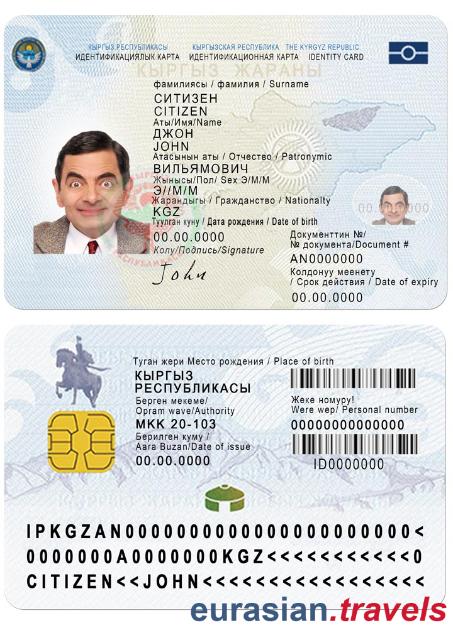 КЫРГЫЗ РЕСПУБЛИКАСЫ КЫРГЫЗСКАЯ РЕСПУБЛИКА THE KYRGYZ REPUBLIC
ИДЕНТИФИКАЦИЯЛЫК КАРТА ИДЕНТИФИКАЦИОННАЯ КАРТА IDENTITY CARD
КЫРГЫЗ ЖАРАНЫ
фамилиясы / фамилия / Surname
СИТИЗЕН
CITIZEN
Аты/Имя/Name
ДЖОН
JOHN
Атасынын аты / Отчество / Patronymic
ВИЛЬЯМОВИЧ
Жынысы/Пол/ Sex Э/М/М
Э//М/М
Жарандыгы / Гражданство / Nationalty
KGZ
Туулган куну / Дата рождения / Date of birth
00.00.0000
Колу/Подпись/Signature
John
Документтин №/
№ документа/Document #
AN0000000
Колдонуу мөөнету
/ Срок действия / Date of expiry
00.00.0000
Туган жери Место рождения / Place of birth
КЫРГЫЗ
РЕСПУБЛИКАСЫ
Берген мекеме/
Opram wave/Authority
МКК 20-103
Берилген куму /
Aara Buzan/Date of issue
00.00.0000
Жеке номуру!
Were wep/ Personal number
00000000000000
ID0000000
IPKGZAN0000000000000000000000<
0000000A0000000KGZ<<<<<<<<<<<0
CITIZEN<<JOHN<<<<<<<<<<<<<<<<<
eurasian.travels